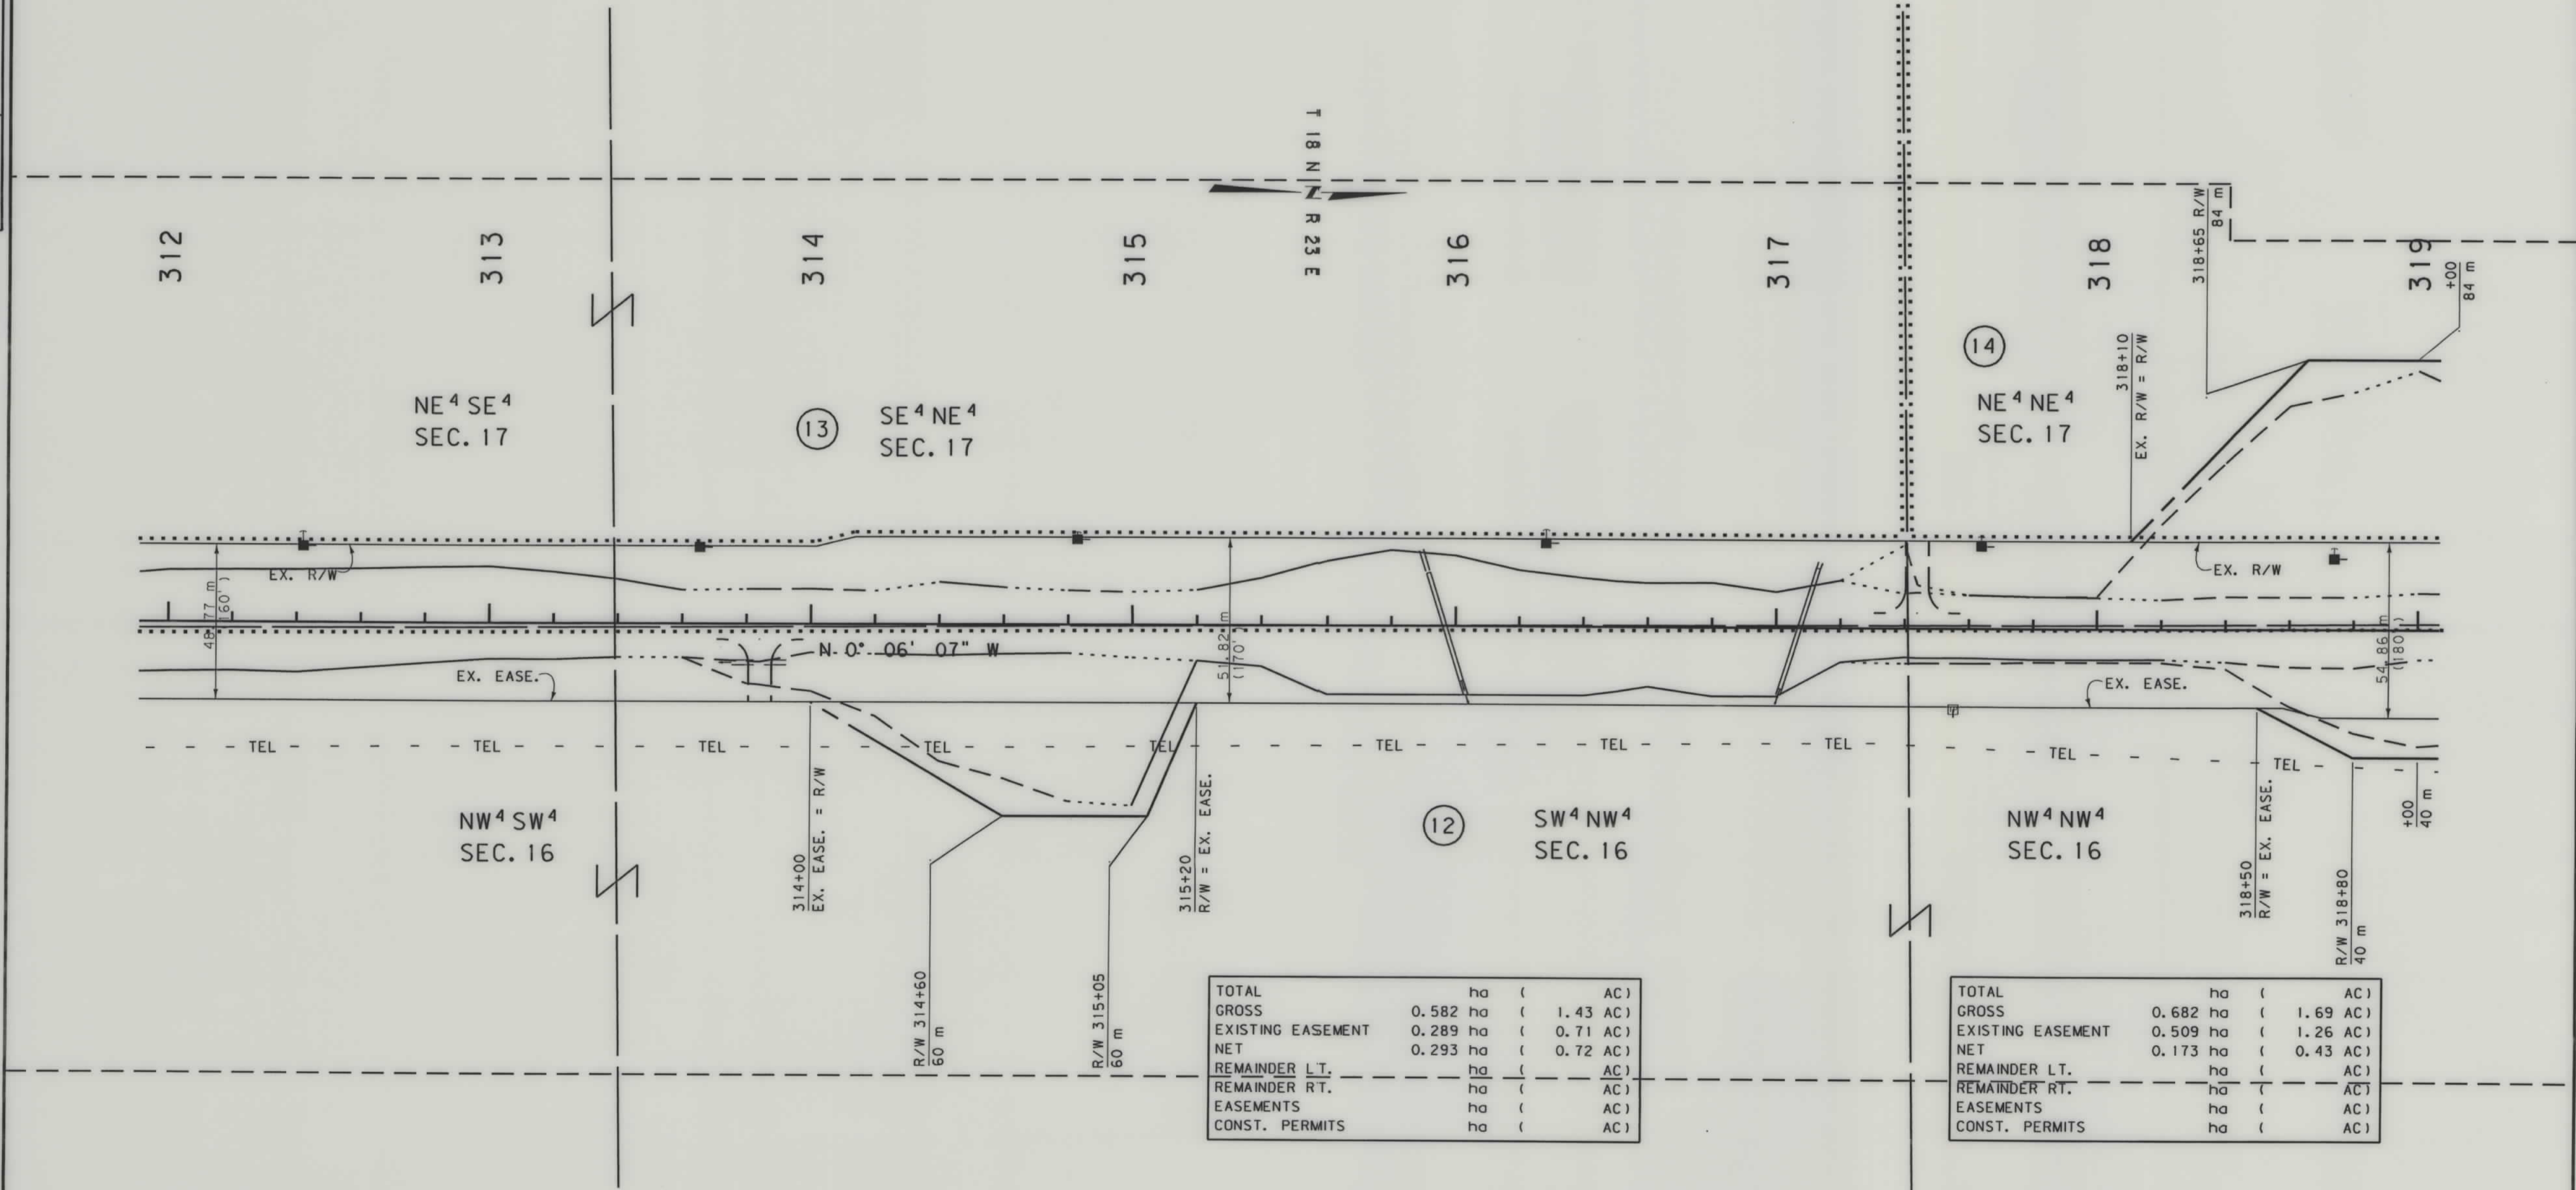 T 18 N
R 23 E
312
313
314
315
316
317
318
319
318+65 R/W
84 m
+00
84 m
318+10
EX. R/W = R/W
14
NE⁴ NE⁴
SEC. 17
NE⁴ SE⁴
SEC. 17
13
SE⁴ NE⁴
SEC. 17
EX. R/W
EX. R/W
48.77 m
(160')
51.82 m
(170')
54.86 m
(180')
N 0° 06' 07" W
EX. EASE.
EX. EASE.
TEL TEL TEL TEL TEL TEL TEL TEL TEL TEL
NW⁴ SW⁴
SEC. 16
314+00
EX. EASE. = R/W
315+20
R/W = EX. EASE.
12
SW⁴ NW⁴
SEC. 16
NW⁴ NW⁴
SEC. 16
318+50
R/W = EX. EASE.
R/W 318+80
40 m
+00
40 m
R/W 314+60
60 m
R/W 315+05
60 m
TOTAL ha ( AC)
GROSS 0.582 ha ( 1.43 AC)
EXISTING EASEMENT 0.289 ha ( 0.71 AC)
NET 0.293 ha ( 0.72 AC)
REMAINDER LT. ha ( AC)
REMAINDER RT. ha ( AC)
EASEMENTS ha ( AC)
CONST. PERMITS ha ( AC)
TOTAL ha ( AC)
GROSS 0.682 ha ( 1.69 AC)
EXISTING EASEMENT 0.509 ha ( 1.26 AC)
NET 0.173 ha ( 0.43 AC)
REMAINDER LT. ha ( AC)
REMAINDER RT. ha ( AC)
EASEMENTS ha ( AC)
CONST. PERMITS ha ( AC)